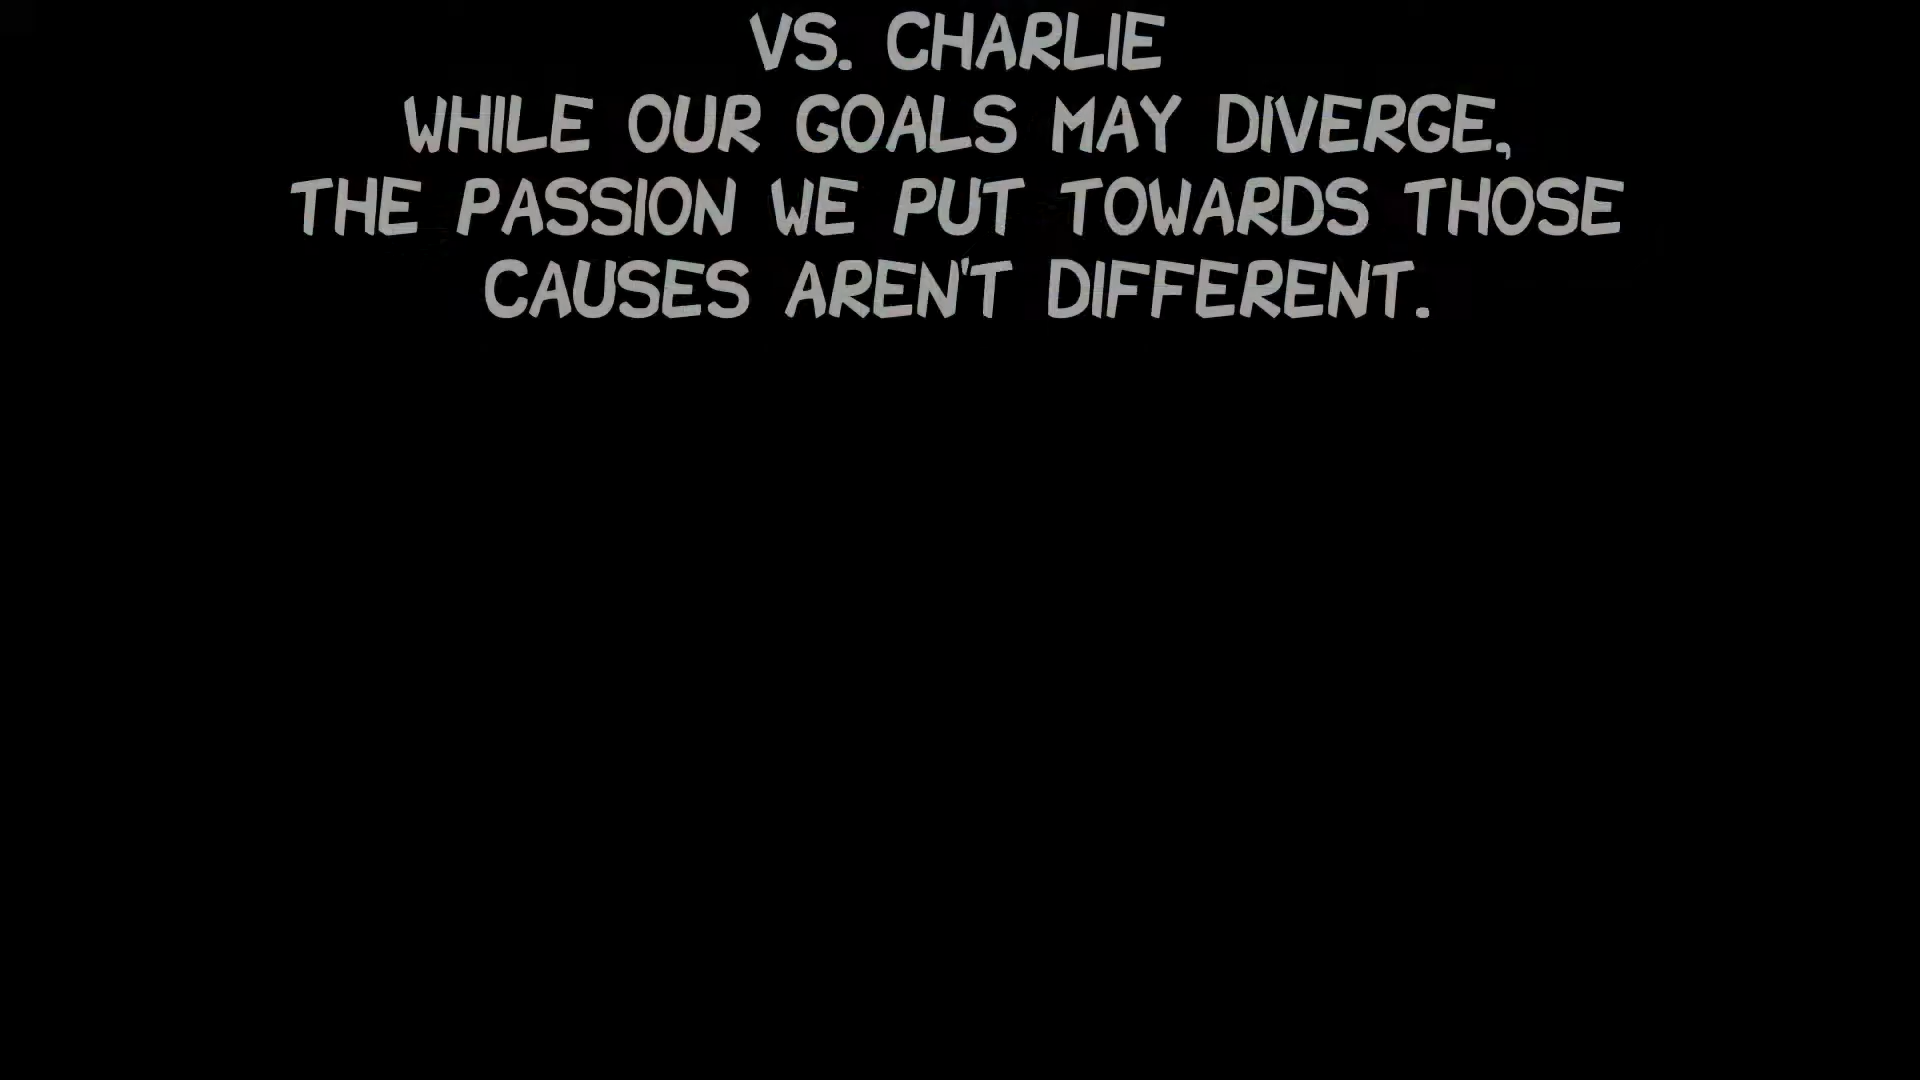 VS. CHARLIE
WHILE OUR GOALS MAY DIVERGE,
THE PASSION WE PUT TOWARDS THOSE
CAUSES AREN'T DIFFERENT.